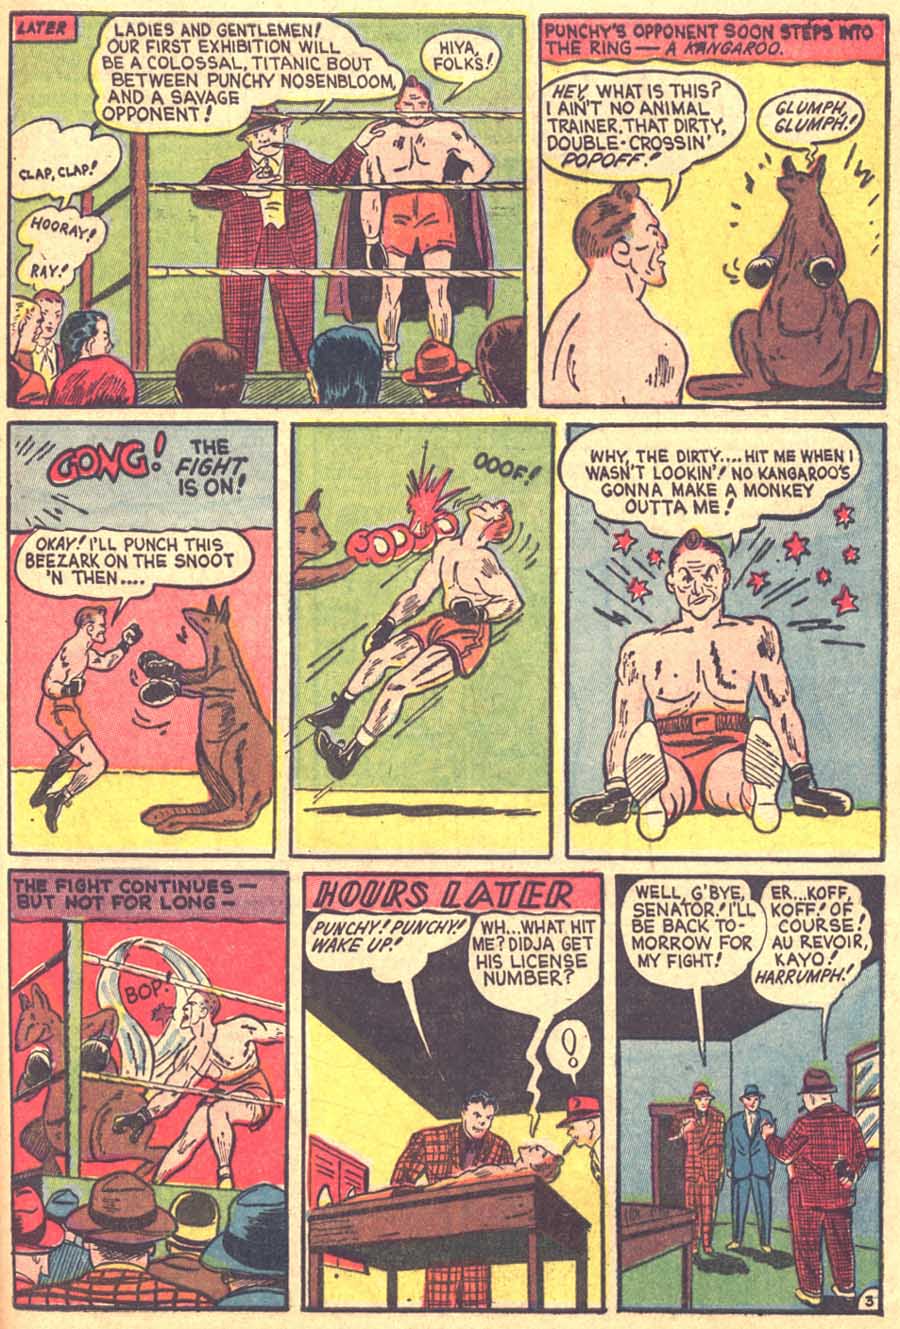 LATER
LADIES AND GENTLEMEN!
OUR FIRST EXHIBITION WILL
BE A COLOSSAL, TITANIC BOUT
BETWEEN PUNCHY NOSENBLOOM,
AND A SAVAGE
OPPONENT!
HIYA,
FOLKS!
CLAP, CLAP!
HOORAY!
RAY!
PUNCHY'S OPPONENT SOON STEPS INTO
THE RING — A KANGAROO.
HEY, WHAT IS THIS?
I AIN'T NO ANIMAL
TRAINER. THAT DIRTY,
DOUBLE-CROSSIN'
POPOFF!
GLUMPH,
GLUMPH!
GONG! THE
FIGHT
IS ON!
OKAY! I'LL PUNCH THIS
BEEZARK ON THE SNOOT
'N THEN....
OOOF!
WHY, THE DIRTY....HIT ME WHEN I
WASN'T LOOKIN'! NO KANGAROO'S
GONNA MAKE A MONKEY
OUTTA ME!
THE FIGHT CONTINUES —
BUT NOT FOR LONG —
BOP!
HOURS LATER
PUNCHY! PUNCHY!
WAKE UP!
WH...WHAT HIT
ME? DIDJA GET
HIS LICENSE
NUMBER?
!
WELL, G'BYE,
SENATOR! I'LL
BE BACK TO-
MORROW FOR
MY FIGHT!
ER...KOFF,
KOFF! OF
COURSE!
AU REVOIR,
KAYO!
HARRUMPH!
3